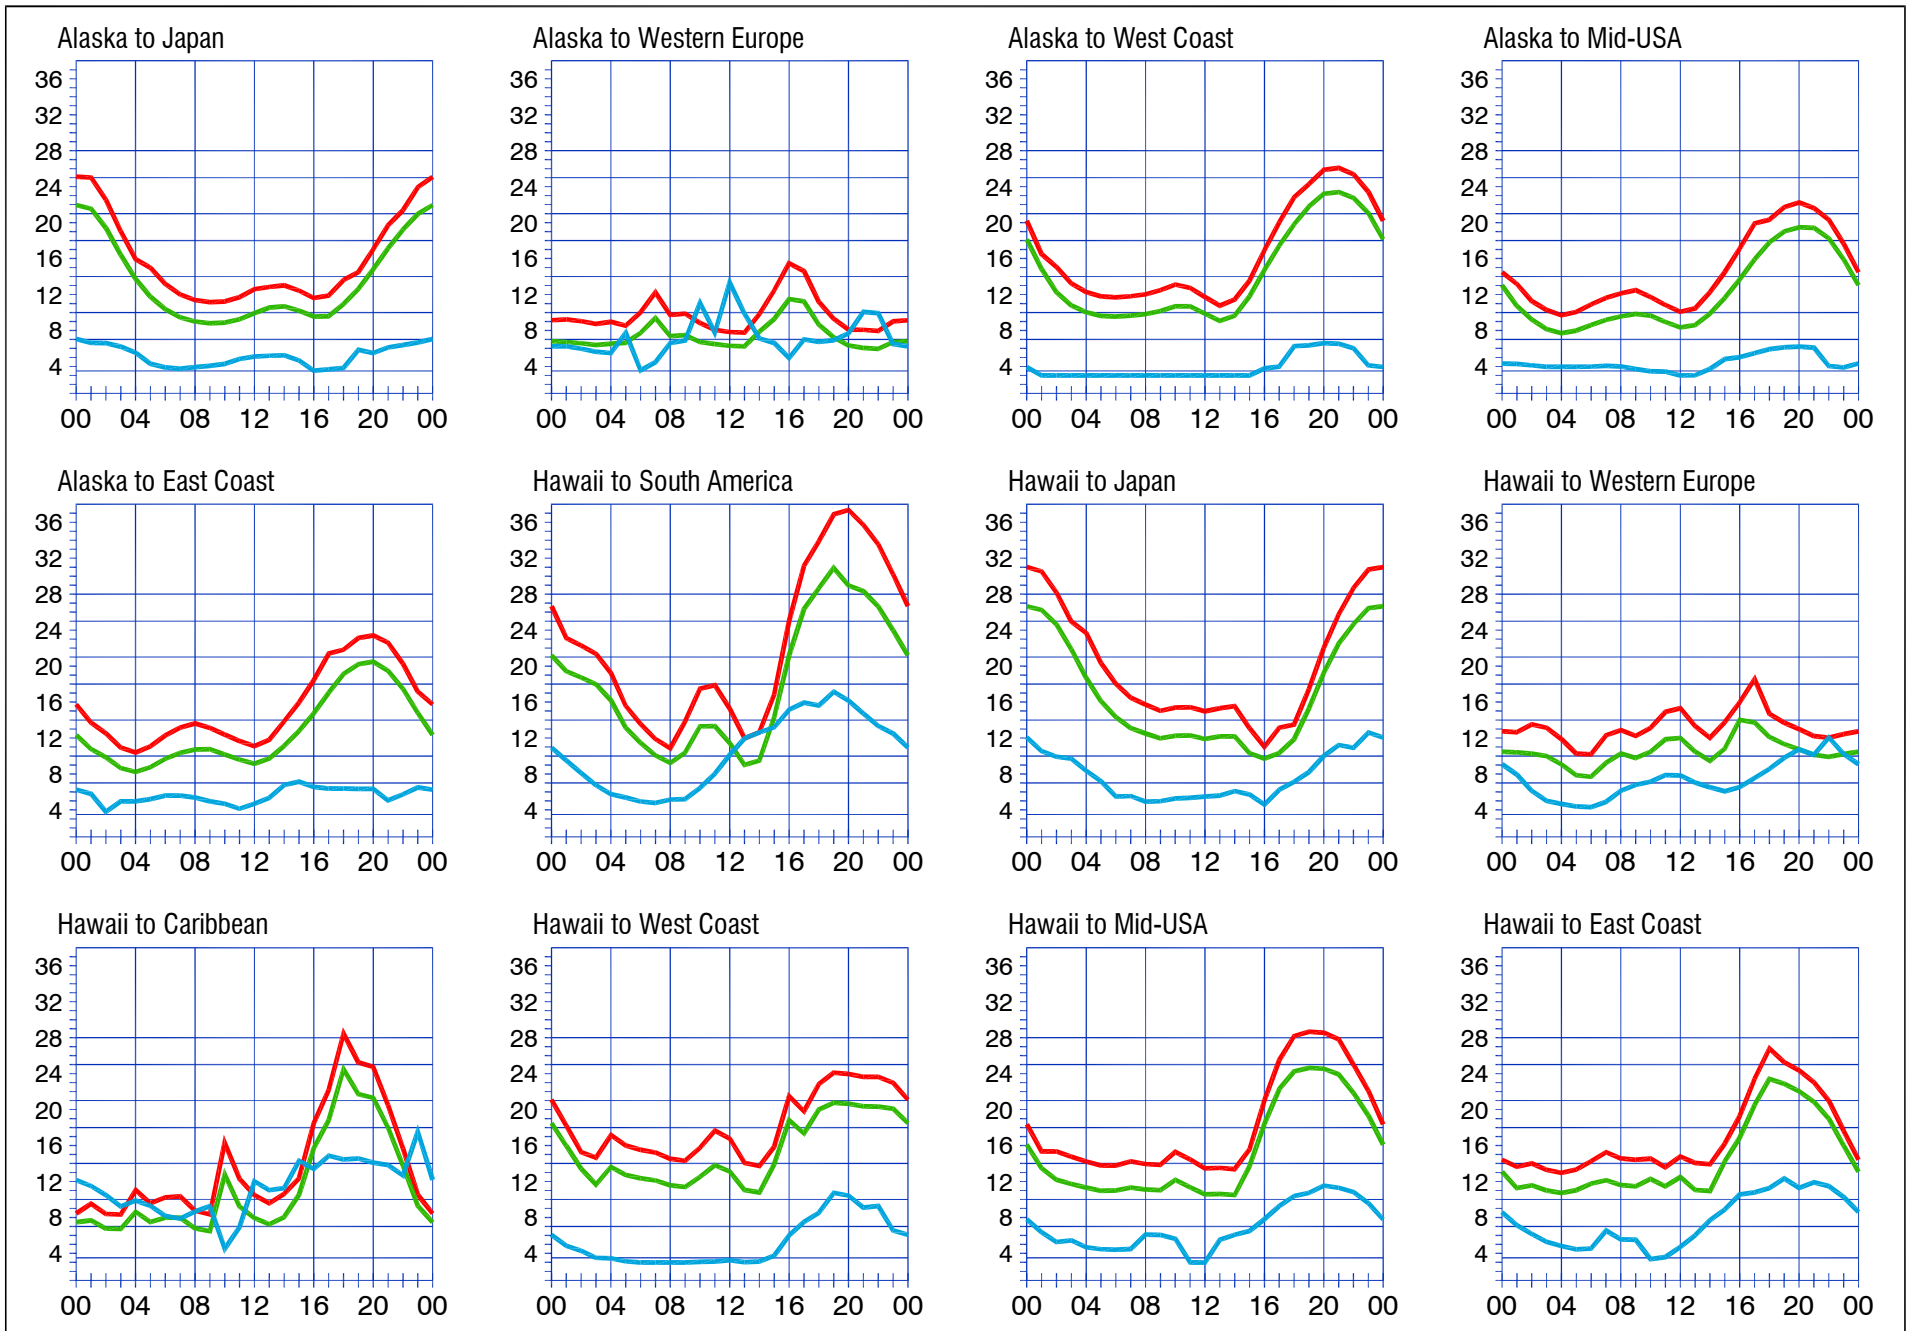 Alaska to Japan
Alaska to Western Europe
Alaska to West Coast
Alaska to Mid-USA
36 36 36 36
32 32 32 32
28 28 28 28
24 24 24 24
20 20 20 20
16 16 16 16
12 12 12 12
8 8 8 8
4 4 4 4
00 04 08 12 16 20 00 00 04 08 12 16 20 00 00 04 08 12 16 20 00 00 04 08 12 16 20 00
Alaska to East Coast
Hawaii to South America
Hawaii to Japan
Hawaii to Western Europe
36 36 36 36
32 32 32 32
28 28 28 28
24 24 24 24
20 20 20 20
16 16 16 16
12 12 12 12
8 8 8 8
4 4 4 4
00 04 08 12 16 20 00 00 04 08 12 16 20 00 00 04 08 12 16 20 00 00 04 08 12 16 20 00
Hawaii to Caribbean
Hawaii to West Coast
Hawaii to Mid-USA
Hawaii to East Coast
36 36 36 36
32 32 32 32
28 28 28 28
24 24 24 24
20 20 20 20
16 16 16 16
12 12 12 12
8 8 8 8
4 4 4 4
00 04 08 12 16 20 00 00 04 08 12 16 20 00 00 04 08 12 16 20 00 00 04 08 12 16 20 00